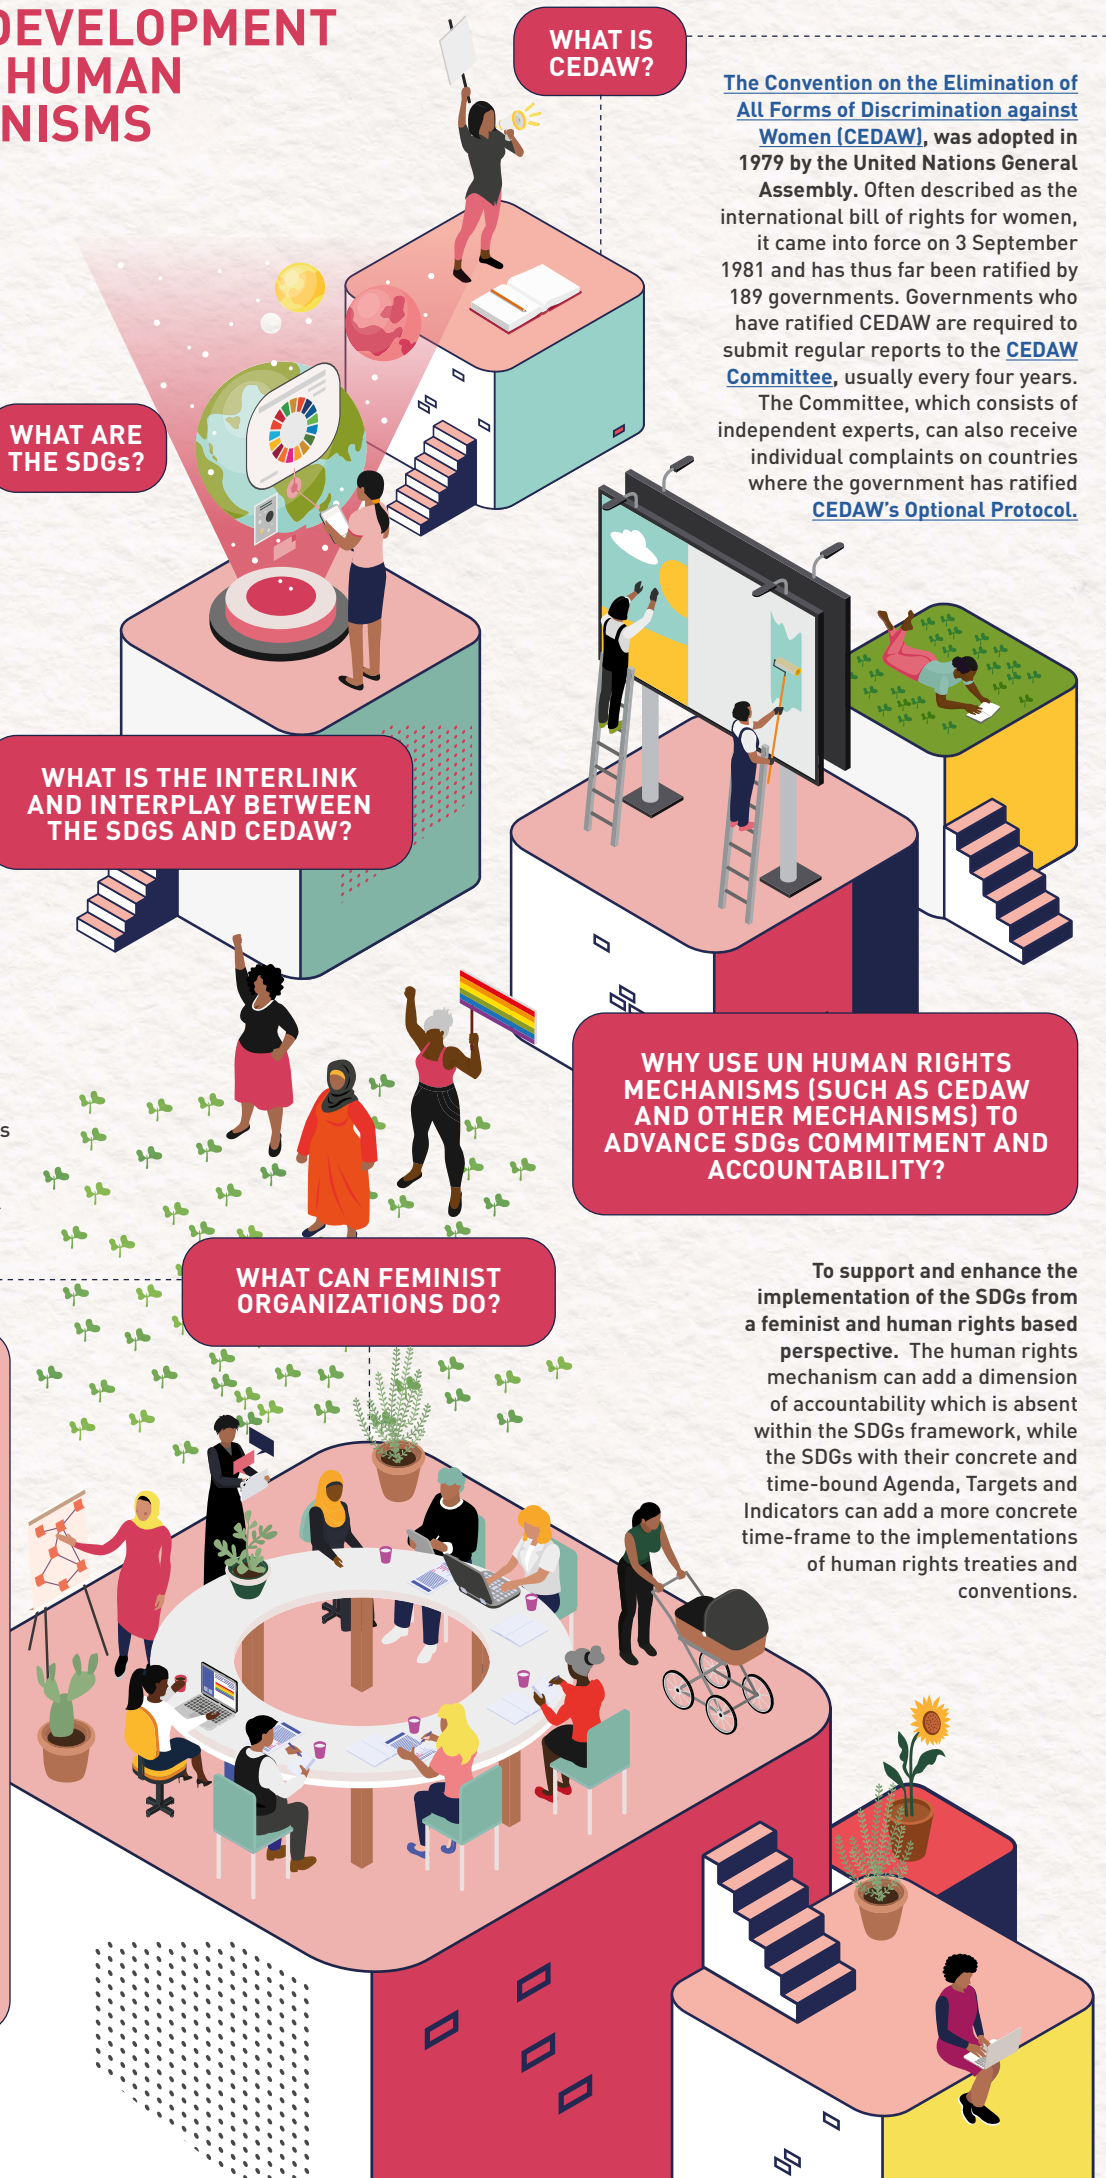 DEVELOPMENT
HUMAN
NISMS
WHAT IS
CEDAW?
The Convention on the Elimination of
All Forms of Discrimination against
Women (CEDAW), was adopted in
1979 by the United Nations General
Assembly. Often described as the
international bill of rights for women,
it came into force on 3 September
1981 and has thus far been ratified by
189 governments. Governments who
have ratified CEDAW are required to
submit regular reports to the CEDAW
Committee, usually every four years.
The Committee, which consists of
independent experts, can also receive
individual complaints on countries
where the government has ratified
CEDAW's Optional Protocol.
WHAT ARE
THE SDGs?
WHAT IS THE INTERLINK
AND INTERPLAY BETWEEN
THE SDGS AND CEDAW?
WHY USE UN HUMAN RIGHTS
MECHANISMS (SUCH AS CEDAW
AND OTHER MECHANISMS) TO
ADVANCE SDGs COMMITMENT AND
ACCOUNTABILITY?
s
WHAT CAN FEMINIST
ORGANIZATIONS DO?
To support and enhance the
implementation of the SDGs from
a feminist and human rights based
perspective. The human rights
mechanism can add a dimension
of accountability which is absent
within the SDGs framework, while
the SDGs with their concrete and
time-bound Agenda, Targets and
Indicators can add a more concrete
time-frame to the implementations
of human rights treaties and
conventions.